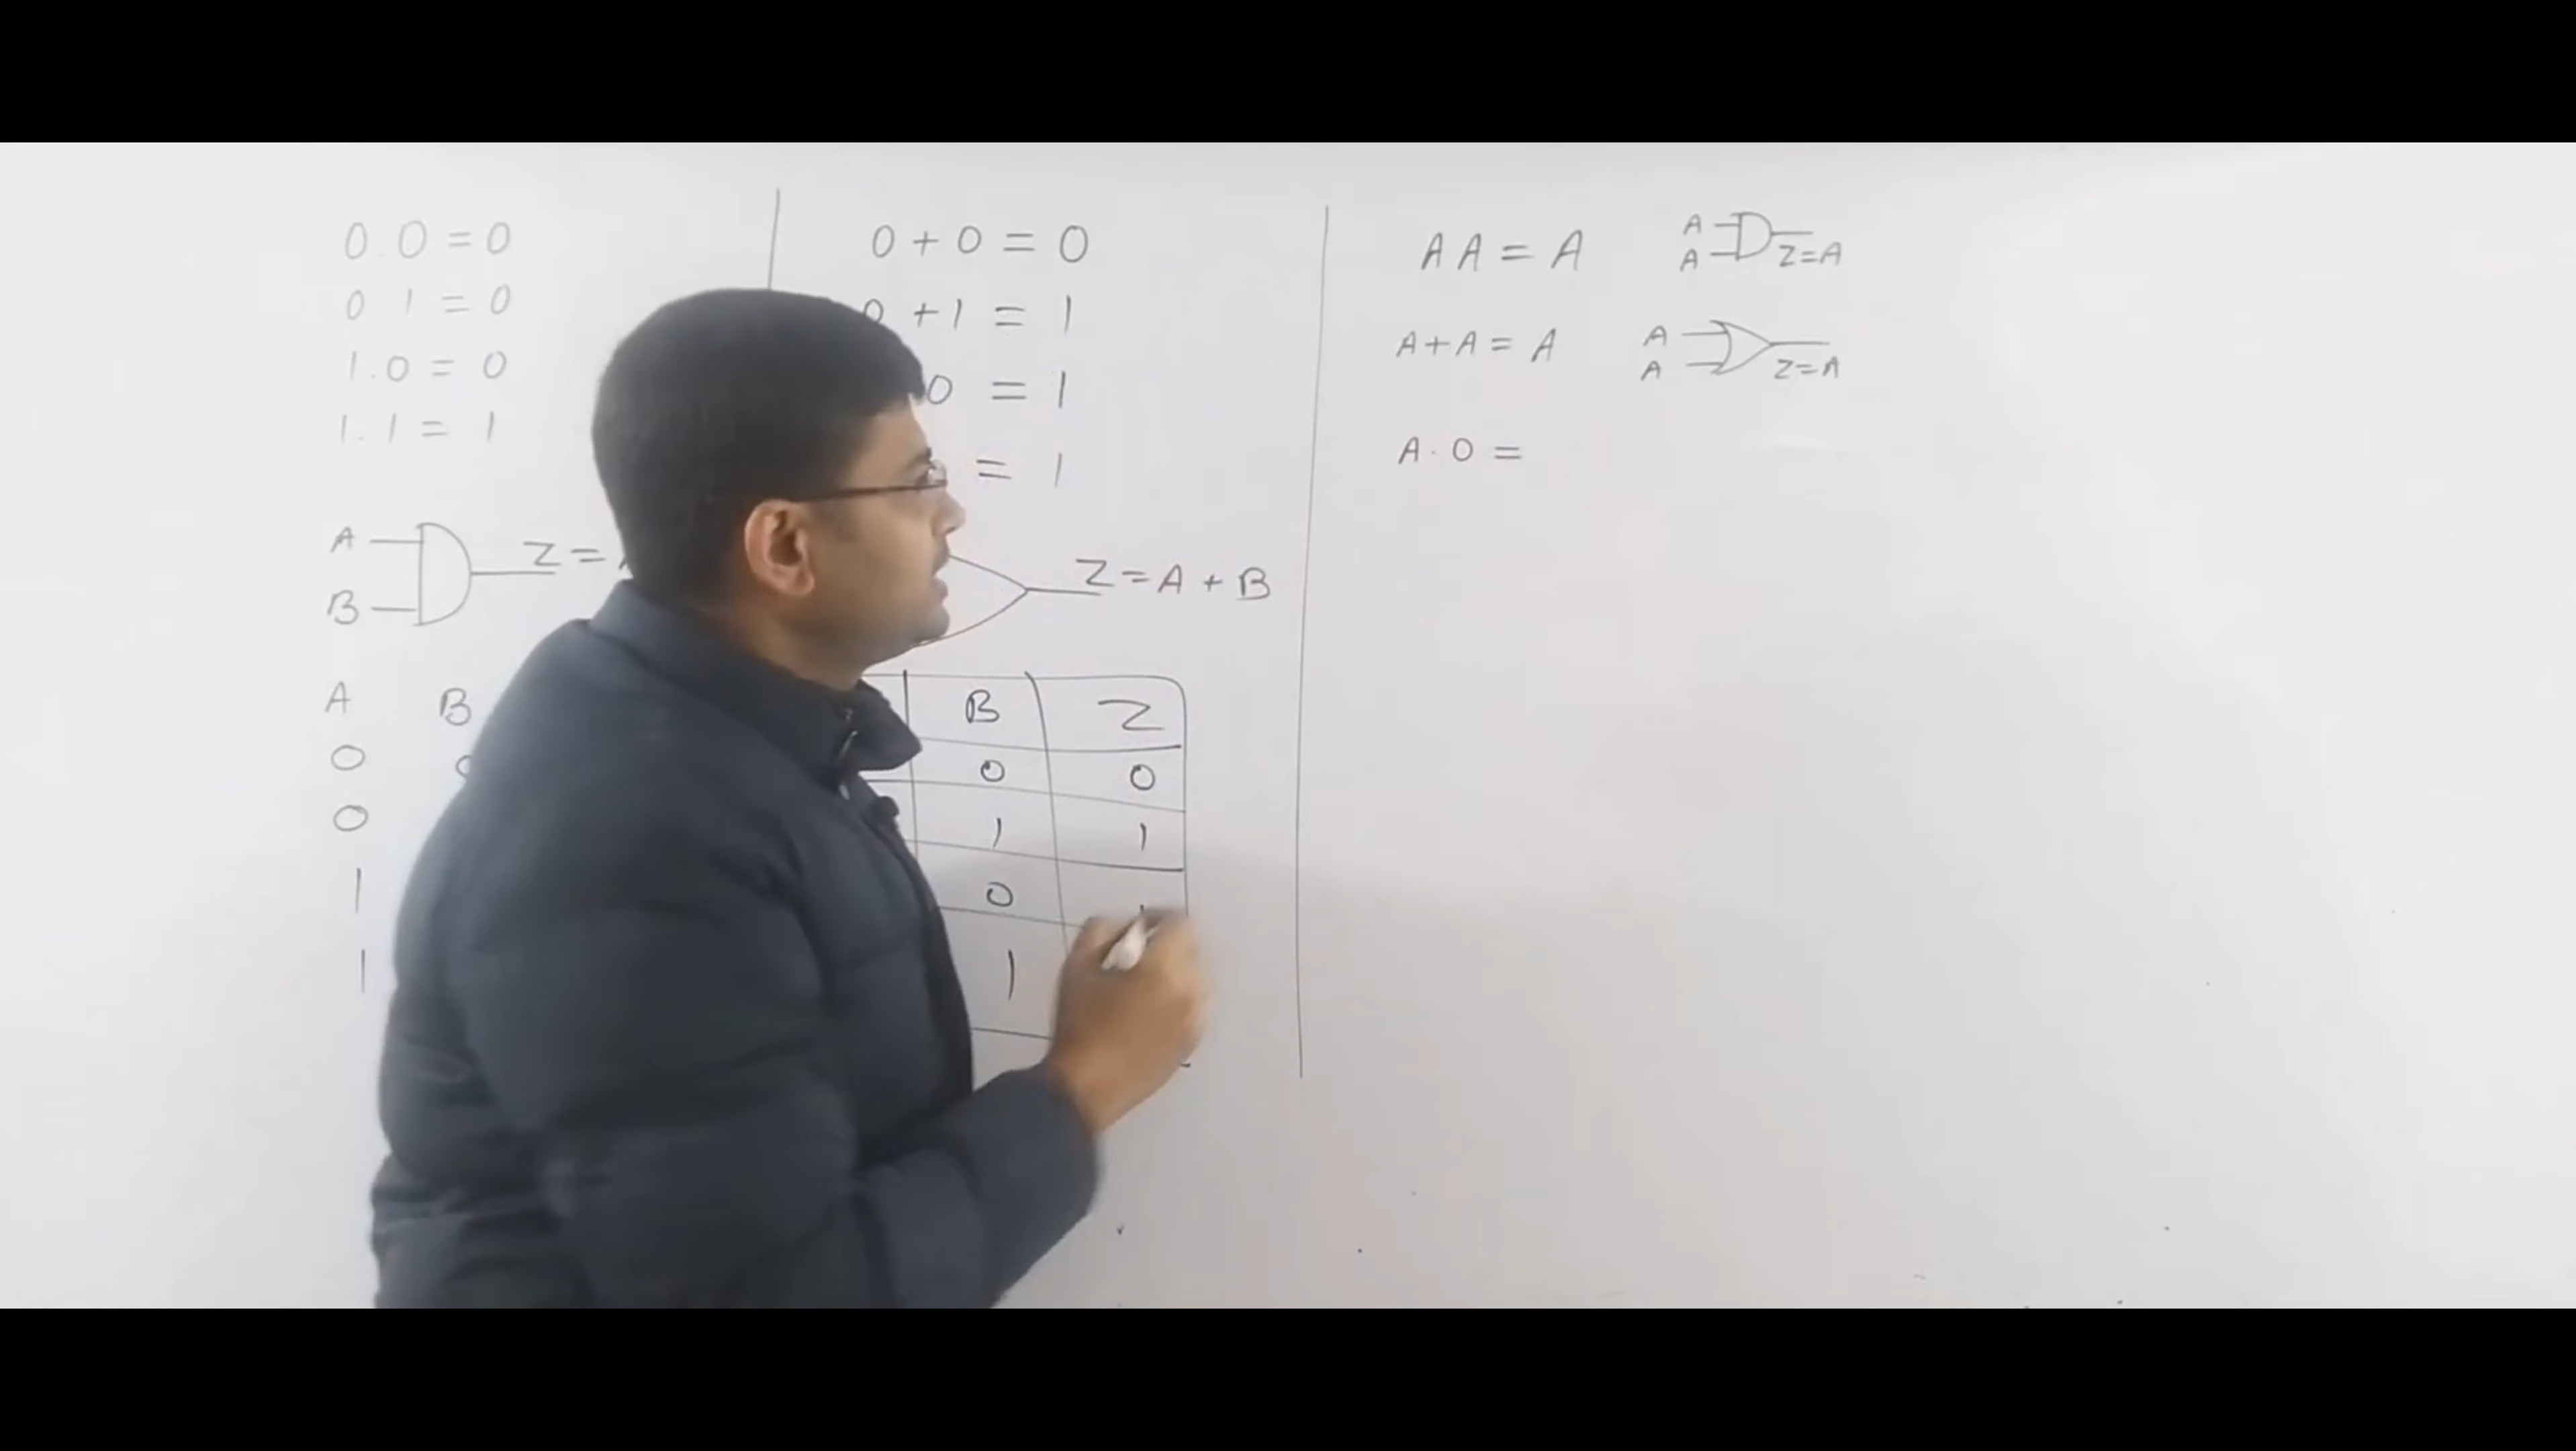 0.0 = 0
0 1 = 0
1.0 = 0
1.1 = 1
A
B
Z =
A B
0
0
1
1
0 + 0 = 0
0 + 1 = 1
0 = 1
= 1
Z = A + B
B Z
0 0
1 1
0
1
A A = A
A
A
Z = A
A + A = A
A
A
Z = A
A . 0 =